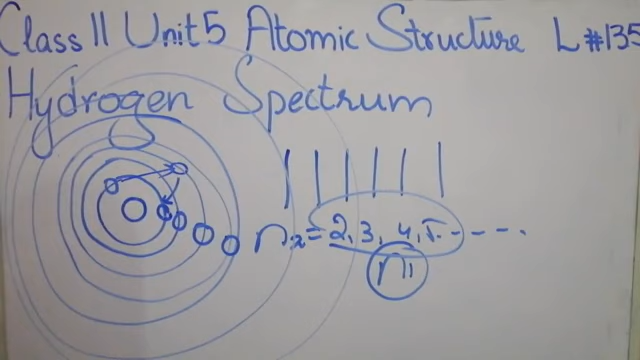 Class 11 Unit 5 Atomic Structure L #135
Hydrogen Spectrum
n₂ = 2, 3, 4, 5 - - - - -
n₁